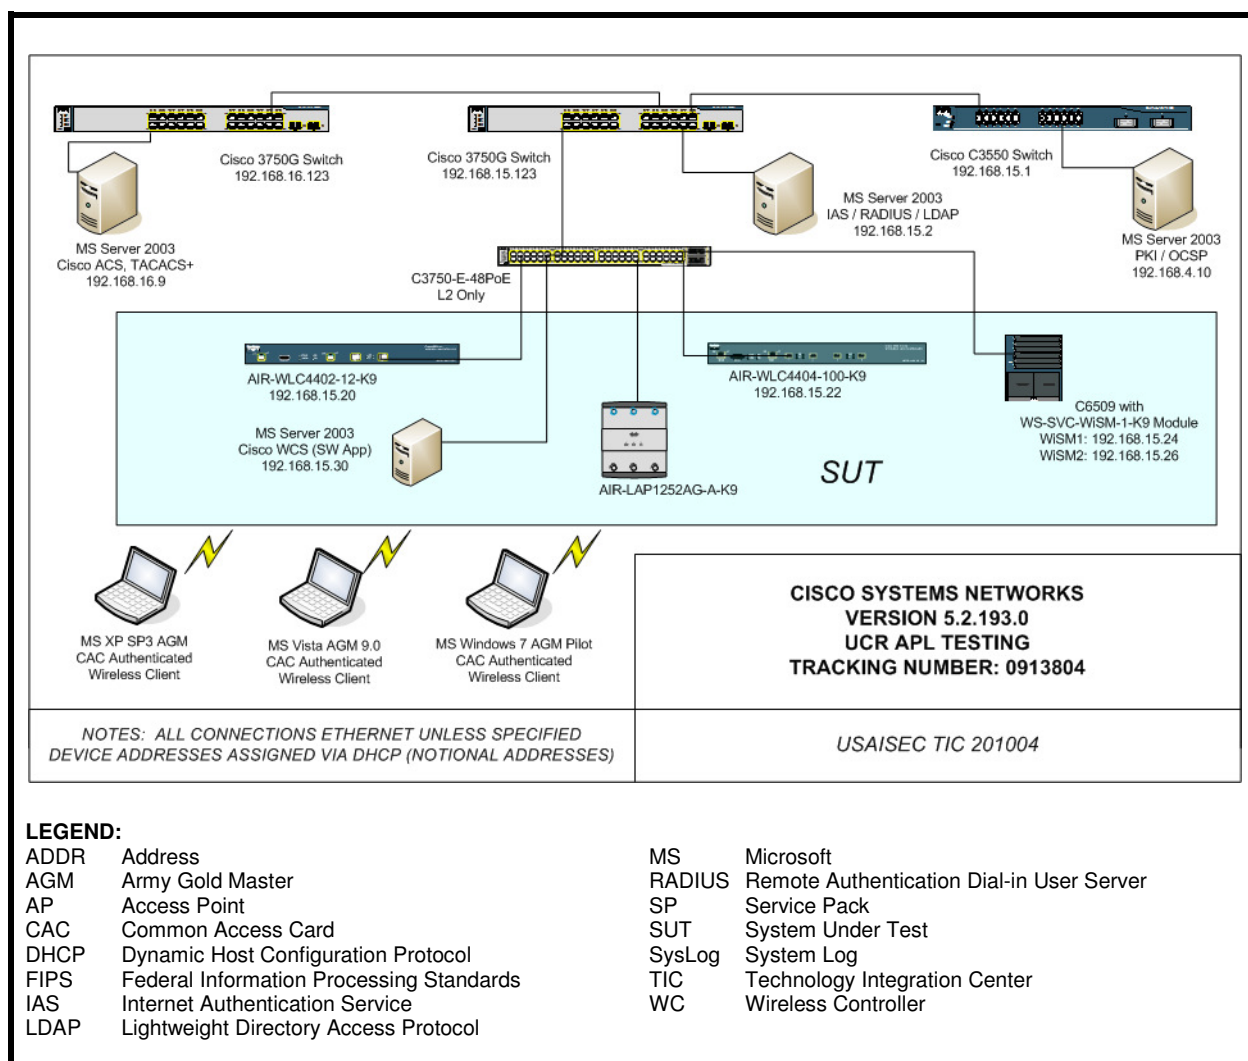 Cisco 3750G Switch
192.168.16.123
Cisco 3750G Switch
192.168.15.123
Cisco C3550 Switch
192.168.15.1
MS Server 2003
Cisco ACS, TACACS+
192.168.16.9
MS Server 2003
IAS / RADIUS / LDAP
192.168.15.2
MS Server 2003
PKI / OCSP
192.168.4.10
C3750-E-48PoE
L2 Only
AIR-WLC4402-12-K9
192.168.15.20
AIR-WLC4404-100-K9
192.168.15.22
C6509 with
WS-SVC-WiSM-1-K9 Module
WiSM1: 192.168.15.24
WiSM2: 192.168.15.26
MS Server 2003
Cisco WCS (SW App)
192.168.15.30
AIR-LAP1252AG-A-K9
SUT
MS XP SP3 AGM
CAC Authenticated
Wireless Client
MS Vista AGM 9.0
CAC Authenticated
Wireless Client
MS Windows 7 AGM Pilot
CAC Authenticated
Wireless Client
CISCO SYSTEMS NETWORKS
VERSION 5.2.193.0
UCR APL TESTING
TRACKING NUMBER: 0913804
NOTES: ALL CONNECTIONS ETHERNET UNLESS SPECIFIED
DEVICE ADDRESSES ASSIGNED VIA DHCP (NOTIONAL ADDRESSES)
USAISEC TIC 201004
LEGEND:
ADDR Address
AGM Army Gold Master
AP Access Point
CAC Common Access Card
DHCP Dynamic Host Configuration Protocol
FIPS Federal Information Processing Standards
IAS Internet Authentication Service
LDAP Lightweight Directory Access Protocol
MS Microsoft
RADIUS Remote Authentication Dial-in User Server
SP Service Pack
SUT System Under Test
SysLog System Log
TIC Technology Integration Center
WC Wireless Controller